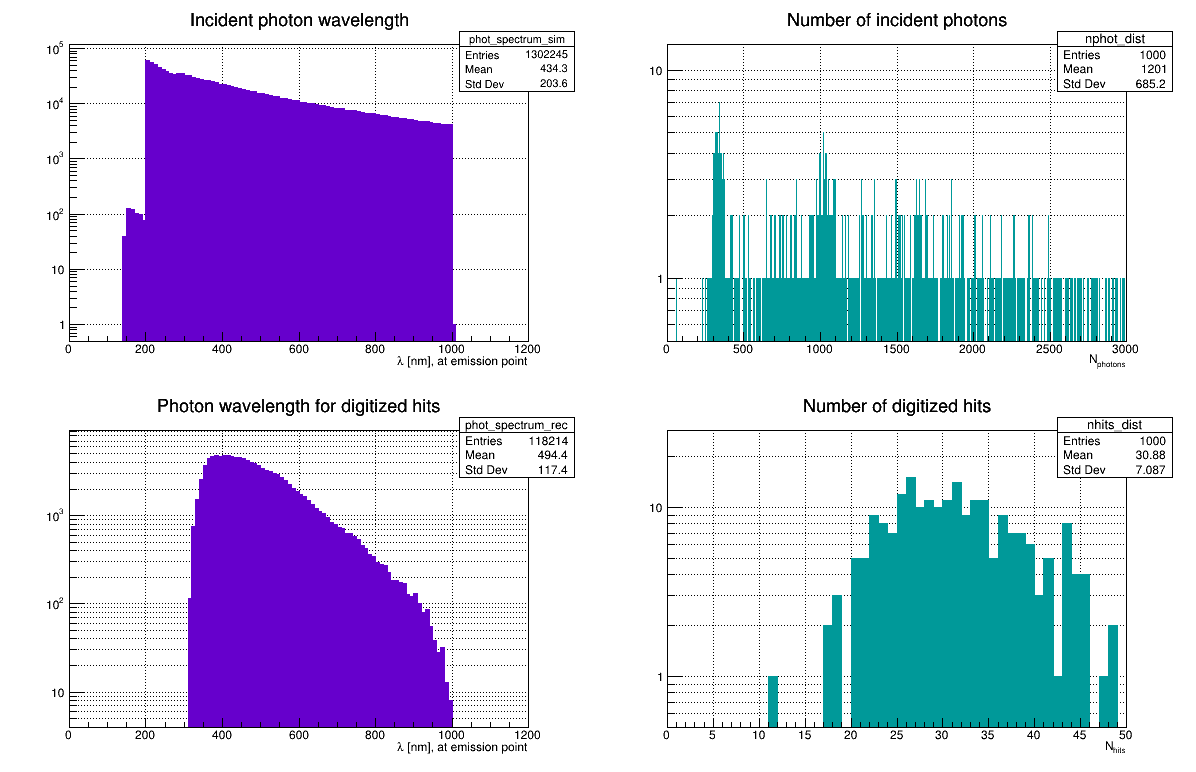 Incident photon wavelength
phot_spectrum_sim
Entries 1302245
Mean 434.3
Std Dev 203.6
10^5
10^4
10^3
10^2
10
1
0 200 400 600 800 1000 1200
λ [nm], at emission point
Number of incident photons
nphot_dist
Entries 1000
Mean 1201
Std Dev 685.2
10
1
0 500 1000 1500 2000 2500 3000
N_photons
Photon wavelength for digitized hits
phot_spectrum_rec
Entries 118214
Mean 494.4
Std Dev 117.4
10^3
10^2
10
0 200 400 600 800 1000 1200
λ [nm], at emission point
Number of digitized hits
nhits_dist
Entries 1000
Mean 30.88
Std Dev 7.087
10
1
0 5 10 15 20 25 30 35 40 45 50
N_hits